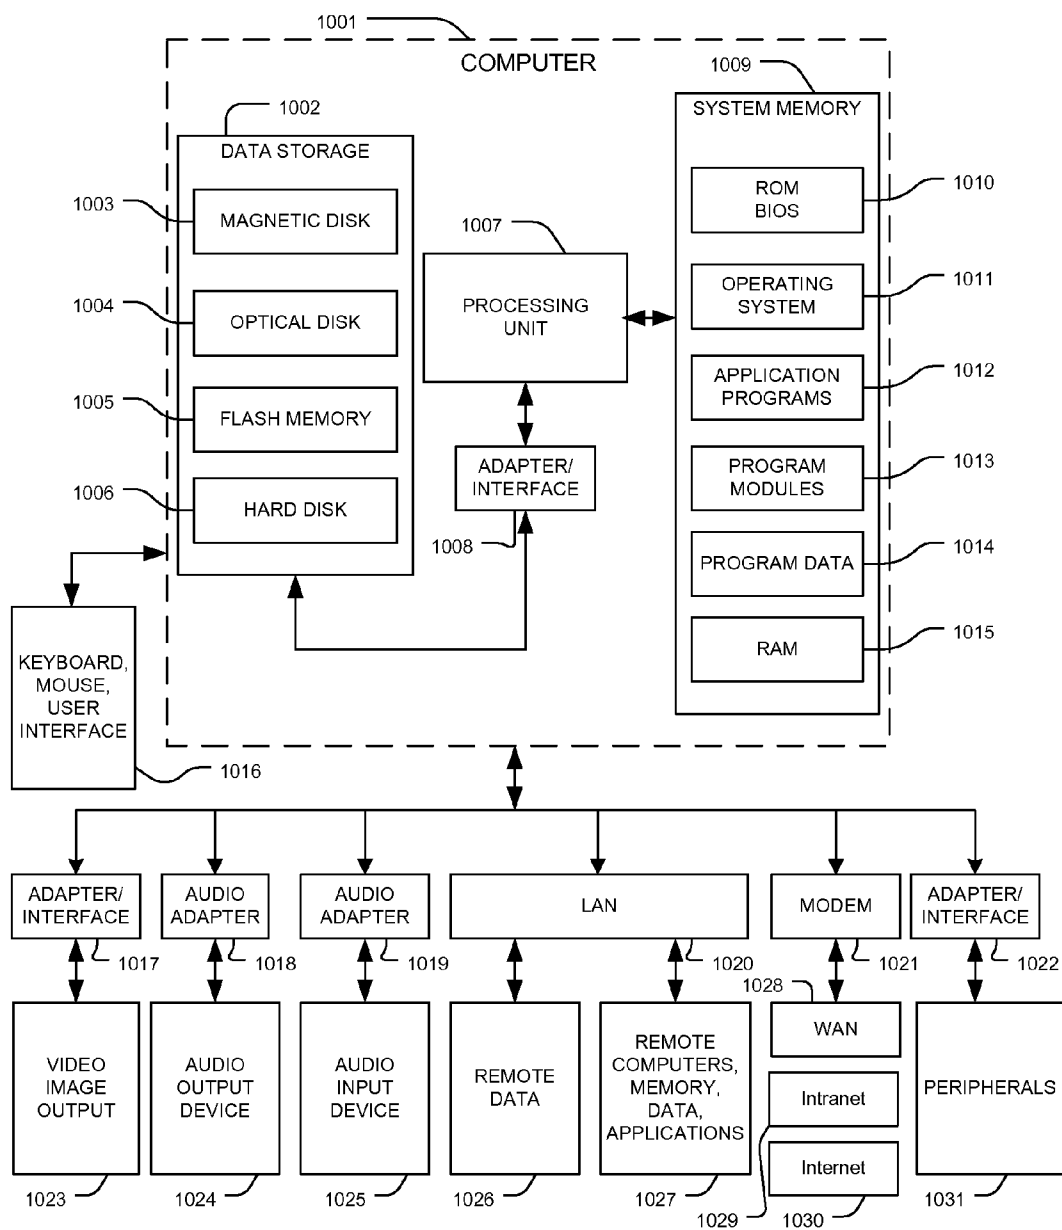 1001
COMPUTER
1009
SYSTEM MEMORY
1002
DATA STORAGE
1003
MAGNETIC DISK
1004
OPTICAL DISK
1005
FLASH MEMORY
1006
HARD DISK
1007
PROCESSING
UNIT
ADAPTER/
INTERFACE
1008
ROM
BIOS
1010
OPERATING
SYSTEM
1011
APPLICATION
PROGRAMS
1012
PROGRAM
MODULES
1013
PROGRAM DATA
1014
RAM
1015
KEYBOARD,
MOUSE,
USER
INTERFACE
1016
ADAPTER/
INTERFACE
1017
AUDIO
ADAPTER
1018
AUDIO
ADAPTER
1019
LAN
1020
MODEM
1021
ADAPTER/
INTERFACE
1022
VIDEO
IMAGE
OUTPUT
1023
AUDIO
OUTPUT
DEVICE
1024
AUDIO
INPUT
DEVICE
1025
REMOTE
DATA
1026
REMOTE
COMPUTERS,
MEMORY,
DATA,
APPLICATIONS
1027
1028
WAN
Intranet
1029
Internet
1030
PERIPHERALS
1031